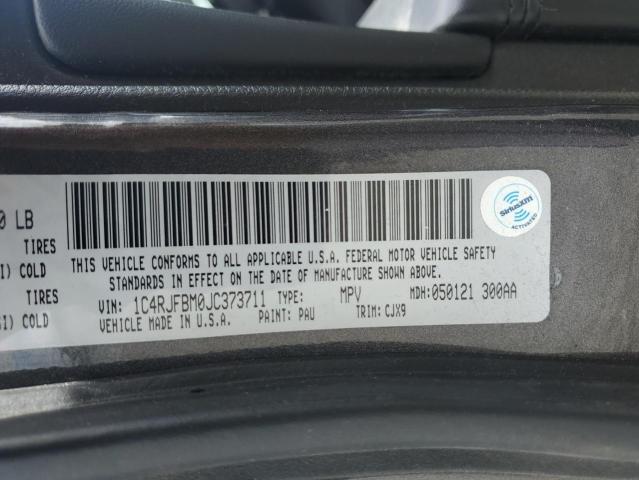 0 LB
TIRES
I) COLD
TIRES
SI) COLD
SiriusXM
ACTIVATED
THIS VEHICLE CONFORMS TO ALL APPLICABLE U.S.A. FEDERAL MOTOR VEHICLE SAFETY
STANDARDS IN EFFECT ON THE DATE OF MANUFACTURE SHOWN ABOVE.
VIN: 1C4RJFBM0JC373711 TYPE: MPV MDH: 050121 300AA
VEHICLE MADE IN U.S.A. PAINT: PAU TRIM: CJX9